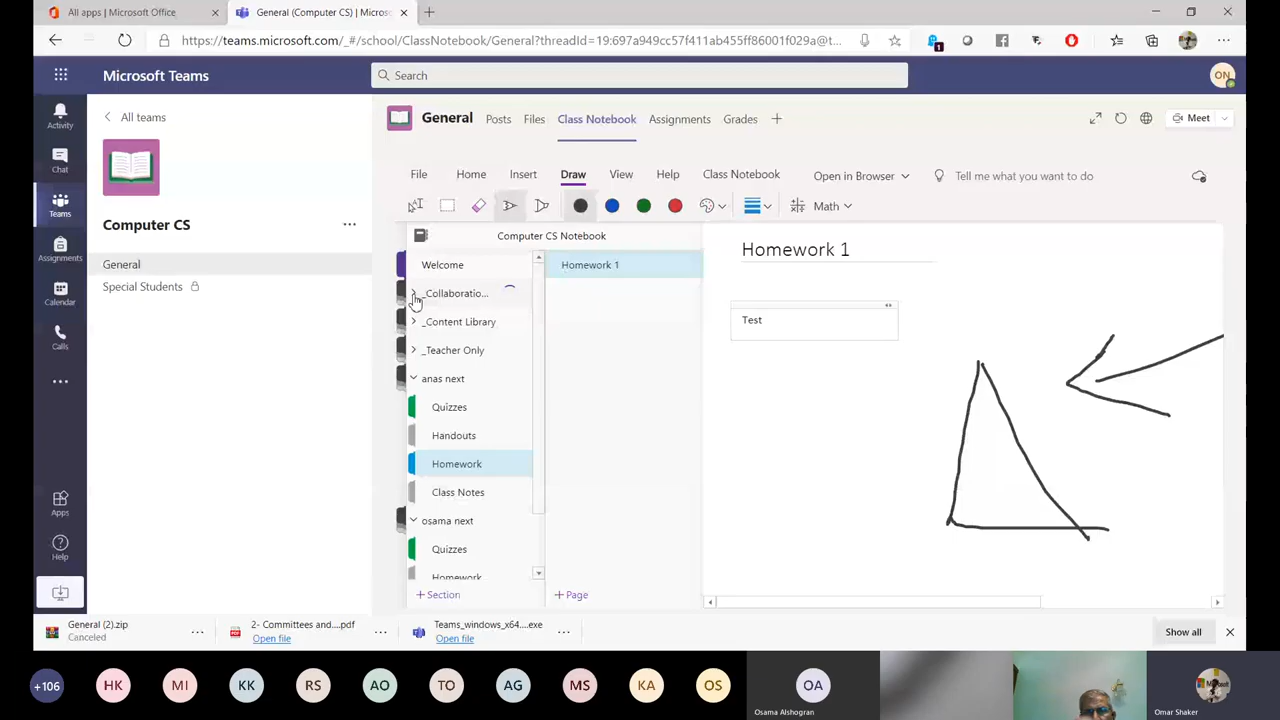 All apps | Microsoft Office
General (Computer CS) | Micros
https://teams.microsoft.com/_#/school/ClassNotebook/General?threadId=19:697a949cc57f411ab455ff86001f029a@t...
1
Microsoft Teams
Search
ON
Activity
Chat
Teams
Assignments
Calendar
Calls
Apps
Help
All teams
Computer CS
General
Special Students
General
Posts
Files
Class Notebook
Assignments
Grades
Meet
File
Home
Insert
Draw
View
Help
Class Notebook
Open in Browser
Tell me what you want to do
Math
Computer CS Notebook
Welcome
_Collaboratio...
_Content Library
_Teacher Only
anas next
Quizzes
Handouts
Homework
Class Notes
osama next
Quizzes
Homework
+ Section
Homework 1
+ Page
Homework 1
Test
General (2).zip
Canceled
2- Committees and....pdf
Open file
Teams_windows_x64....exe
Open file
Show all
+106
HK
MI
KK
RS
AO
TO
AG
MS
KA
OS
OA
Osama Alshogran
Omar Shaker